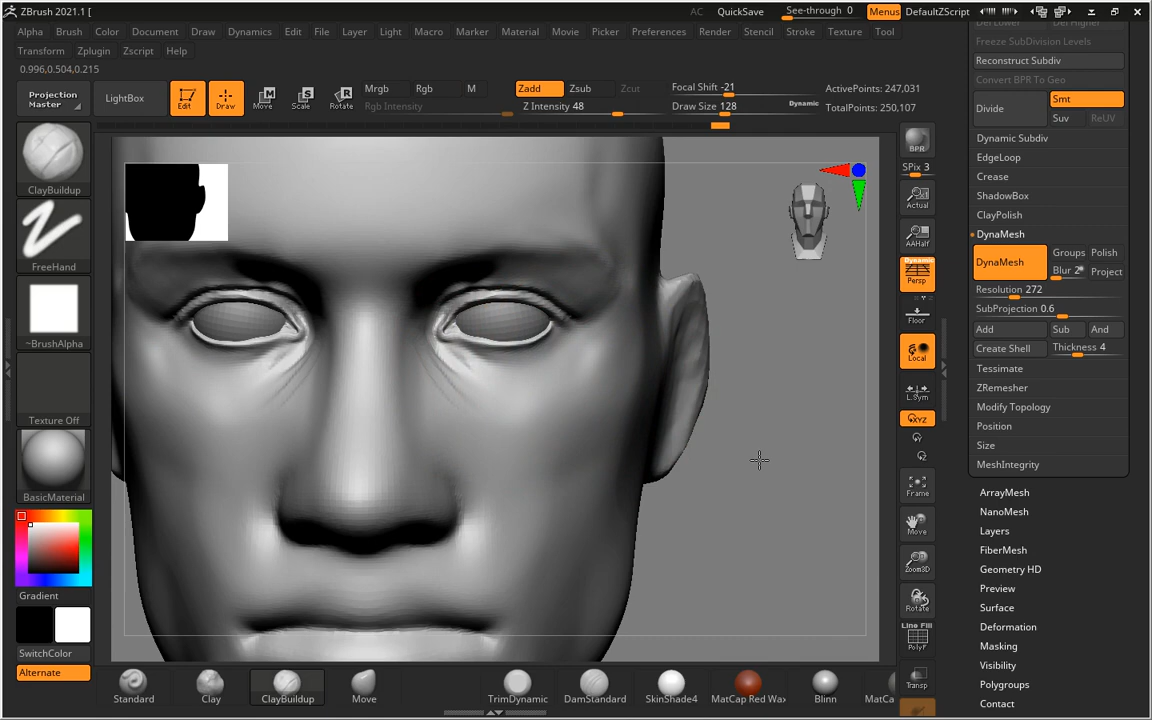 ZBrush 2021.1 [
AC QuickSave See-through 0 Menus DefaultZScript
Alpha Brush Color Document Draw Dynamics Edit File Layer Light Macro Marker Material Movie Picker Preferences Render Stencil Stroke Texture Tool
Transform Zplugin Zscript Help
0.996,0.504,0.215
Projection
Master
LightBox
Edit
Draw
Move
Scale
Rotate
Mrgb Rgb M
Rgb Intensity
Zadd Zsub Zcut
Z Intensity 48
Focal Shift -21
Draw Size 128
Dynamic
ActivePoints: 247,031
TotalPoints: 250,107
ClayBuildup
FreeHand
~BrushAlpha
Texture Off
BasicMaterial
Gradient
SwitchColor
Alternate
BPR
SPix 3
Actual
AAHalf
Dynamic
Persp
Floor
Local
L.Sym
XYZ
Frame
Move
Zoom3D
Rotate
Line Fill
PolyF
Transp
Del Lower Del Higher
Freeze SubDivision Levels
Reconstruct Subdiv
Convert BPR To Geo
Divide
Smt
Suv ReUV
Dynamic Subdiv
EdgeLoop
Crease
ShadowBox
ClayPolish
DynaMesh
DynaMesh
Groups Polish
Blur 2 Project
Resolution 272
SubProjection 0.6
Add Sub And
Create Shell Thickness 4
Tessimate
ZRemesher
Modify Topology
Position
Size
MeshIntegrity
ArrayMesh
NanoMesh
Layers
FiberMesh
Geometry HD
Preview
Surface
Deformation
Masking
Visibility
Polygroups
Contact
Standard Clay ClayBuildup Move TrimDynamic DamStandard SkinShade4 MatCap Red Wax Blinn MatCa